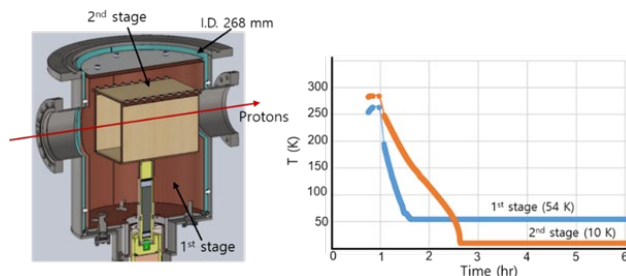 2nd stage
I.D. 268 mm
Protons
1st stage
T (K)
300
250
200
150
100
50
1st stage (54 K)
2nd stage (10 K)
0 1 2 3 4 5 6
Time (hr)